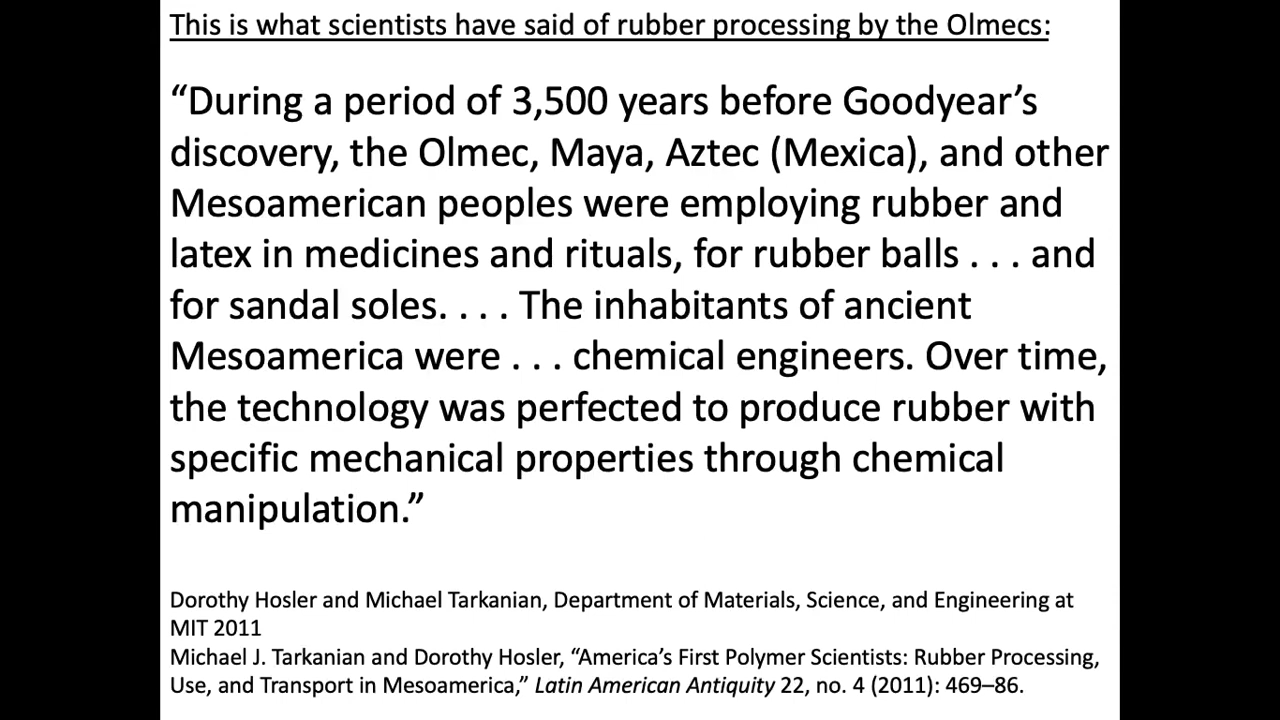 This is what scientists have said of rubber processing by the Olmecs:
“During a period of 3,500 years before Goodyear’s
discovery, the Olmec, Maya, Aztec (Mexica), and other
Mesoamerican peoples were employing rubber and
latex in medicines and rituals, for rubber balls . . . and
for sandal soles. . . . The inhabitants of ancient
Mesoamerica were . . . chemical engineers. Over time,
the technology was perfected to produce rubber with
specific mechanical properties through chemical
manipulation.”
Dorothy Hosler and Michael Tarkanian, Department of Materials, Science, and Engineering at
MIT 2011
Michael J. Tarkanian and Dorothy Hosler, “America’s First Polymer Scientists: Rubber Processing,
Use, and Transport in Mesoamerica,” Latin American Antiquity 22, no. 4 (2011): 469–86.